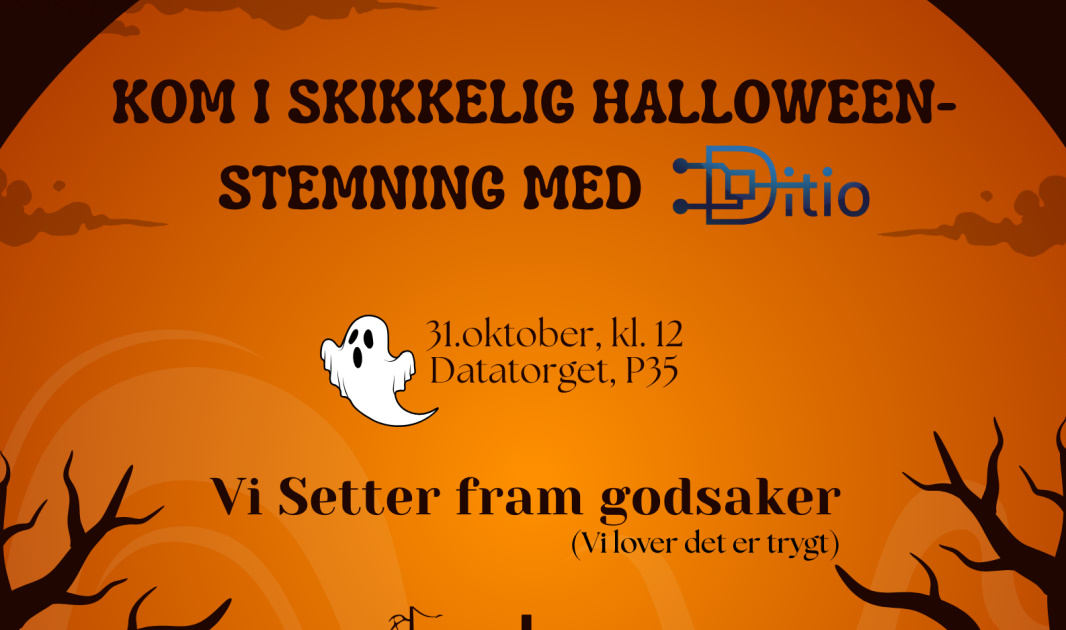 KOM I SKIKKELIG HALLOWEEN-
STEMNING MED Ditio
31.oktober, kl. 12
Datatorget, P35
Vi Setter fram godsaker
(Vi lover det er trygt)